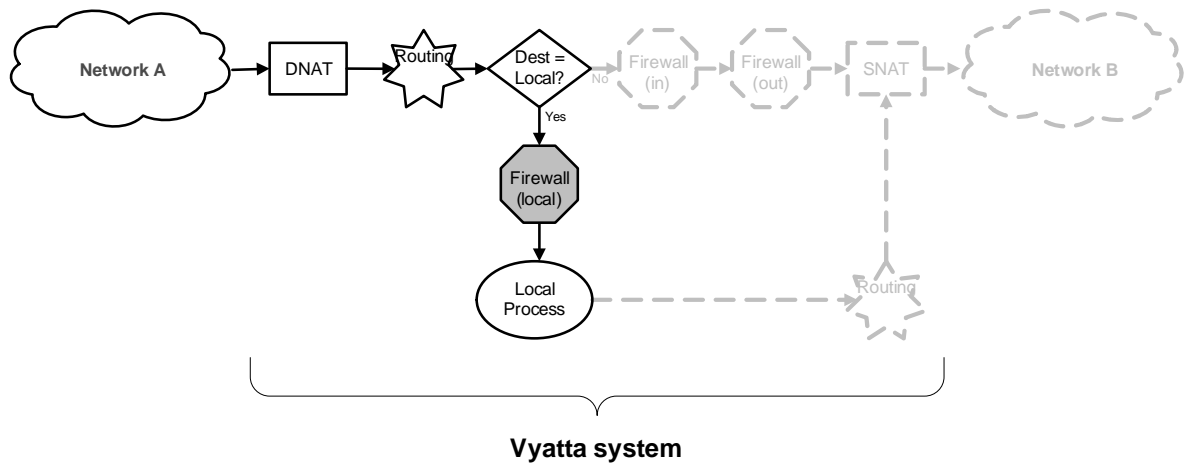 Network A
DNAT
Routing
Dest =
Local?
No
Firewall
(in)
Firewall
(out)
SNAT
Network B
Yes
Firewall
(local)
Local
Process
Routing
Vyatta system